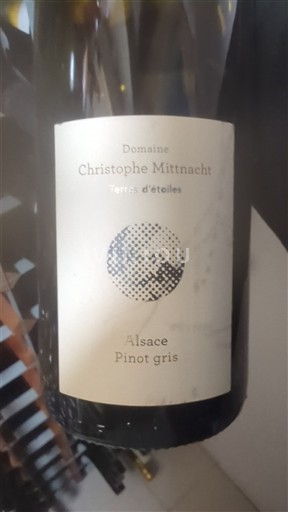 Domaine
Christophe Mittnacht
Terres d'étoiles
Alsace
Pinot gris